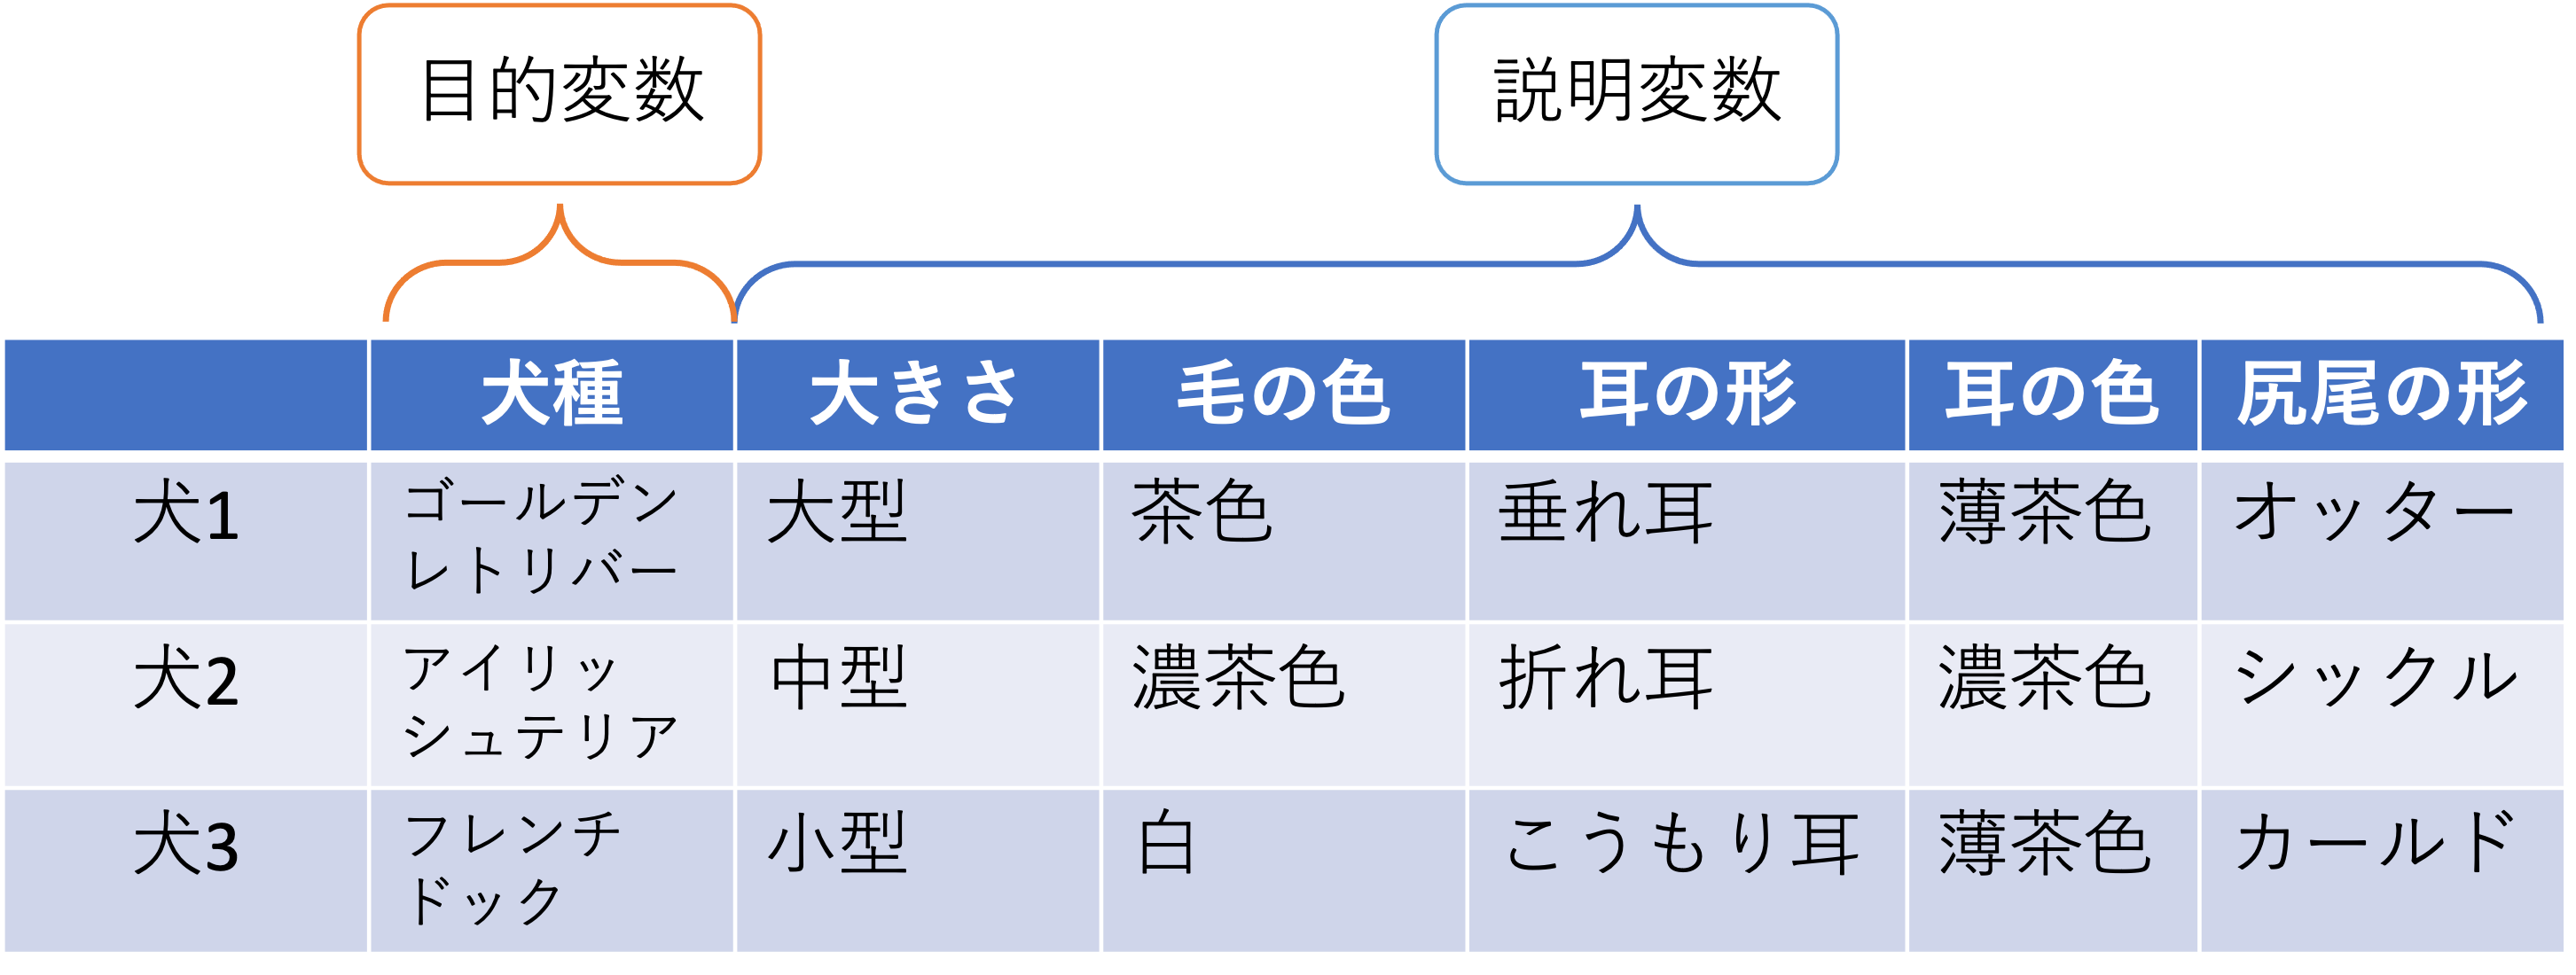 目的変数
説明変数
犬種 大きさ 毛の色 耳の形 耳の色 尻尾の形
犬1 ゴールデン 大型 茶色 垂れ耳 薄茶色 オッター
レトリバー
犬2 アイリッ 中型 濃茶色 折れ耳 濃茶色 シックル
シュテリア
犬3 フレンチ 小型 白 こうもり耳 薄茶色 カールド
ドック